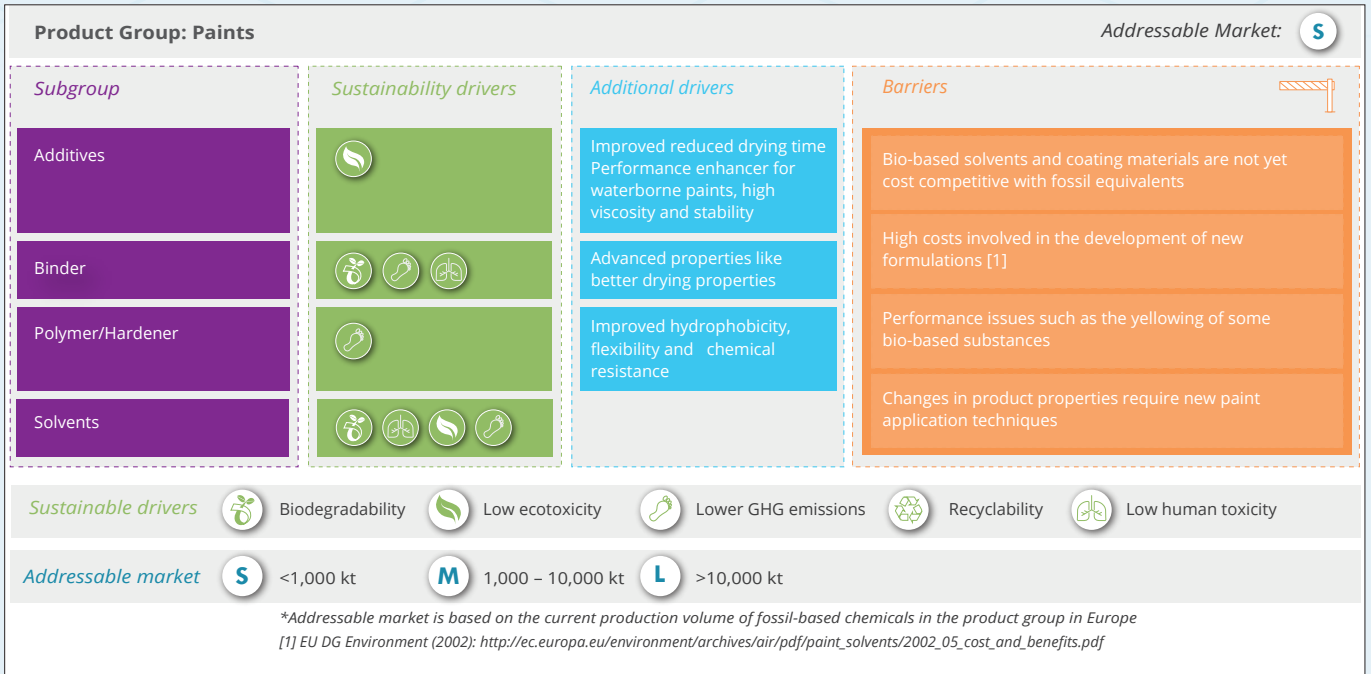 Product Group: Paints
Addressable Market: S
Subgroup
Sustainability drivers
Additional drivers
Barriers
Additives
Improved reduced drying time
Performance enhancer for
waterborne paints, high
viscosity and stability
Binder
Advanced properties like
better drying properties
Polymer/Hardener
Improved hydrophobicity,
flexibility and chemical
resistance
Solvents
Bio-based solvents and coating materials are not yet
cost competitive with fossil equivalents
High costs involved in the development of new
formulations [1]
Performance issues such as the yellowing of some
bio-based substances
Changes in product properties require new paint
application techniques
Sustainable drivers Biodegradability Low ecotoxicity Lower GHG emissions Recyclability Low human toxicity
Addressable market S <1,000 kt M 1,000 – 10,000 kt L >10,000 kt
*Addressable market is based on the current production volume of fossil-based chemicals in the product group in Europe
[1] EU DG Environment (2002): http://ec.europa.eu/environment/archives/air/pdf/paint_solvents/2002_05_cost_and_benefits.pdf